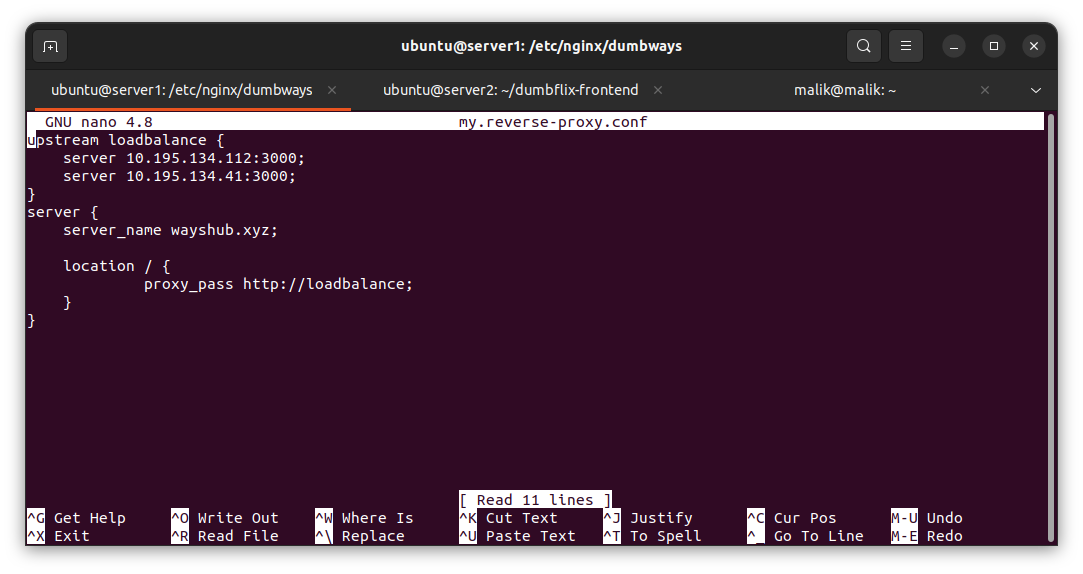 ubuntu@server1: /etc/nginx/dumbways
ubuntu@server1: /etc/nginx/dumbways × ubuntu@server2: ~/dumbflix-frontend × malik@malik: ~ ×
GNU nano 4.8 my.reverse-proxy.conf
upstream loadbalance {
    server 10.195.134.112:3000;
    server 10.195.134.41:3000;
}
server {
    server_name wayshub.xyz;

    location / {
             proxy_pass http://loadbalance;
    }
}
[ Read 11 lines ]
^G Get Help ^O Write Out ^W Where Is ^K Cut Text ^J Justify ^C Cur Pos M-U Undo
^X Exit ^R Read File ^\ Replace ^U Paste Text ^T To Spell ^_ Go To Line M-E Redo